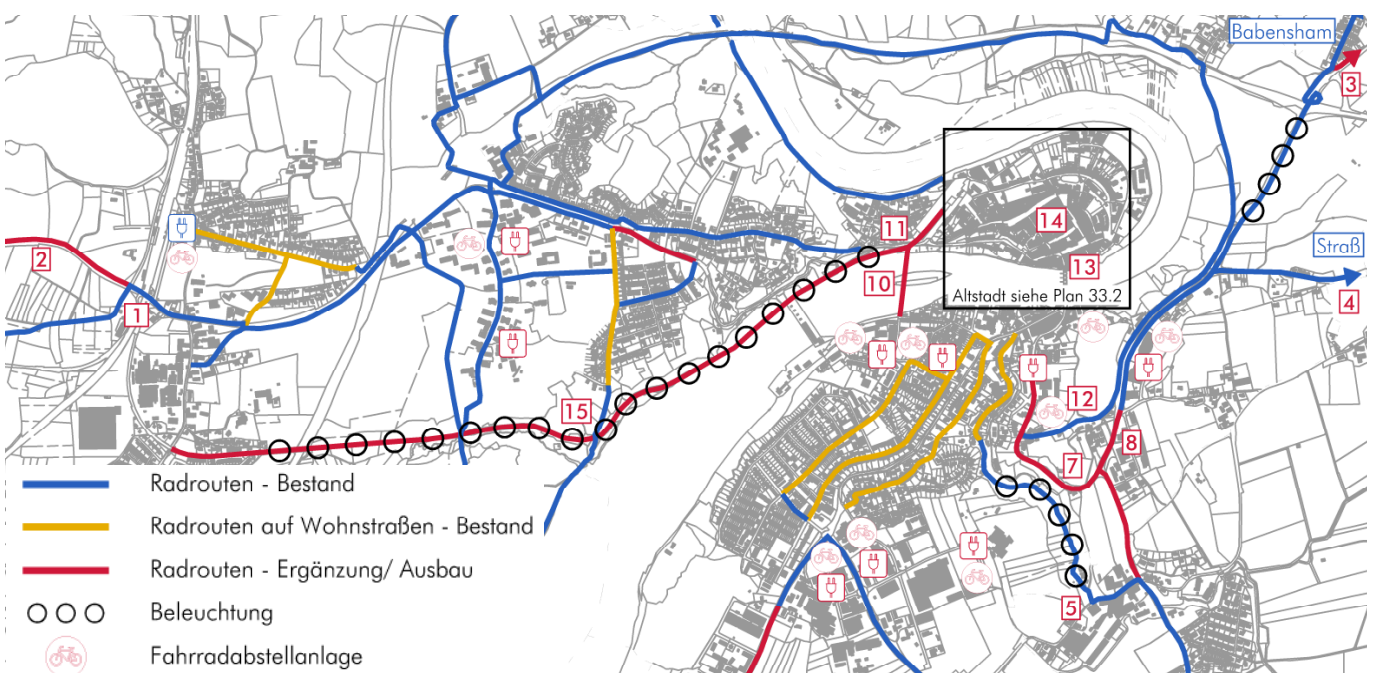 Babensham
3
11
14
Straß
2
13
10
4
1
Altstadt siehe Plan 33.2
15
12
8
7
Radrouten - Bestand
Radrouten auf Wohnstraßen - Bestand
Radrouten - Ergänzung/ Ausbau
Beleuchtung
5
Fahrradabstellanlage